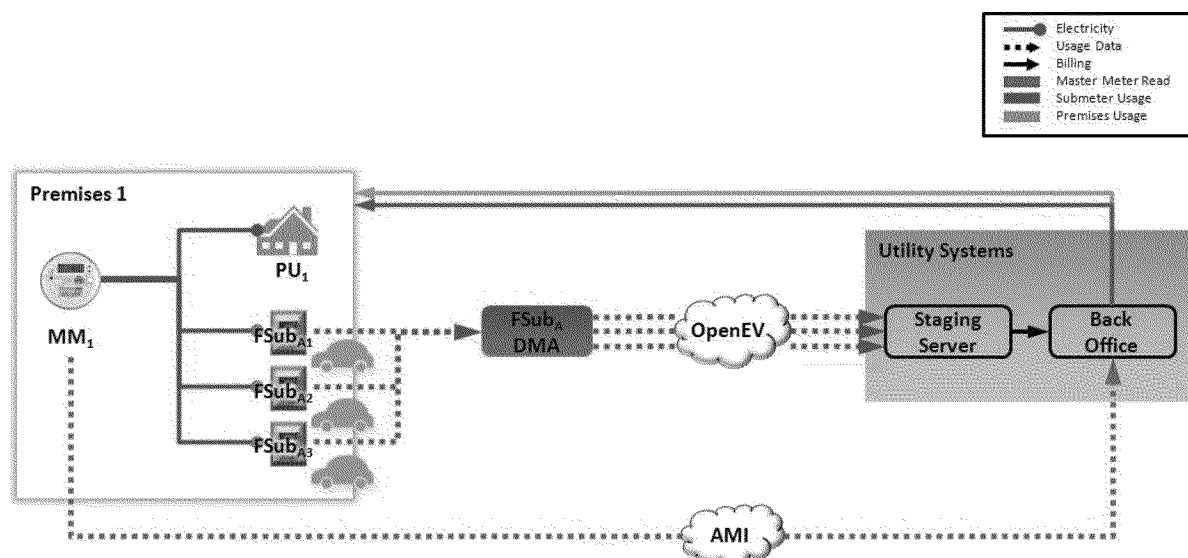 Electricity
Usage Data
Billing
Master Meter Read
Submeter Usage
Premises Usage
Premises 1
PU1
MM1
FSubA1
FSubA2
FSubA3
FSubA
DMA
OpenEV
Utility Systems
Staging
Server
Back
Office
AMI